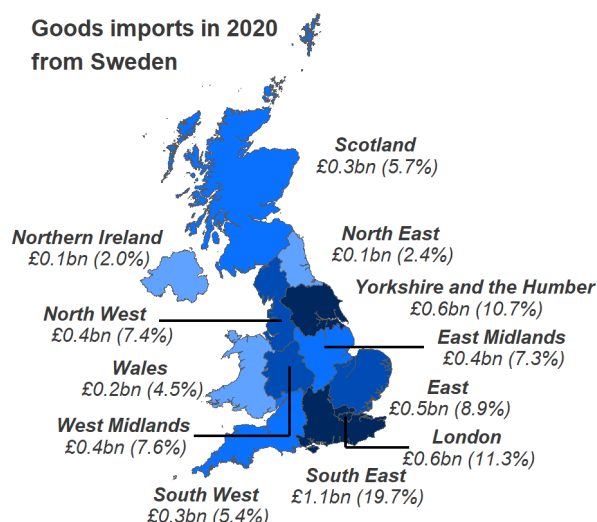 Goods imports in 2020
from Sweden
Scotland
£0.3bn (5.7%)
Northern Ireland
£0.1bn (2.0%)
North East
£0.1bn (2.4%)
Yorkshire and the Humber
£0.6bn (10.7%)
North West
£0.4bn (7.4%)
East Midlands
£0.4bn (7.3%)
Wales
£0.2bn (4.5%)
East
£0.5bn (8.9%)
West Midlands
£0.4bn (7.6%)
London
£0.6bn (11.3%)
South East
£1.1bn (19.7%)
South West
£0.3bn (5.4%)